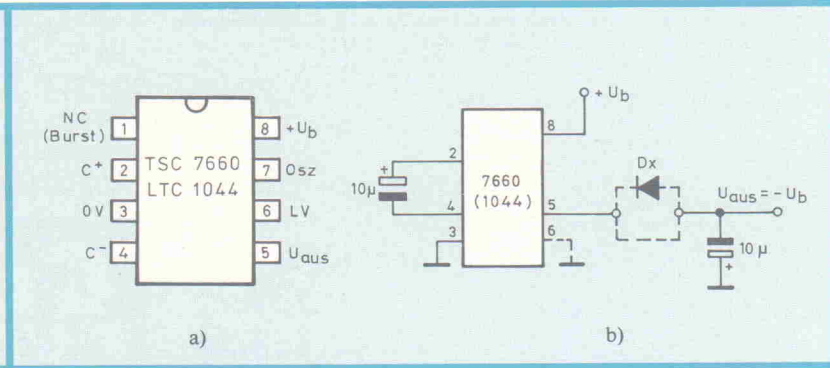 NC
(Burst)
1
8
+Ub
C+
2
TSC 7660
7
Osz
LTC 1044
0V
3
6
LV
C-
4
5
Uaus
a)
+Ub
8
2
+
10µ
7660
(1044)
4
3
5
6
Dx
Uaus = -Ub
10 µ
+
b)